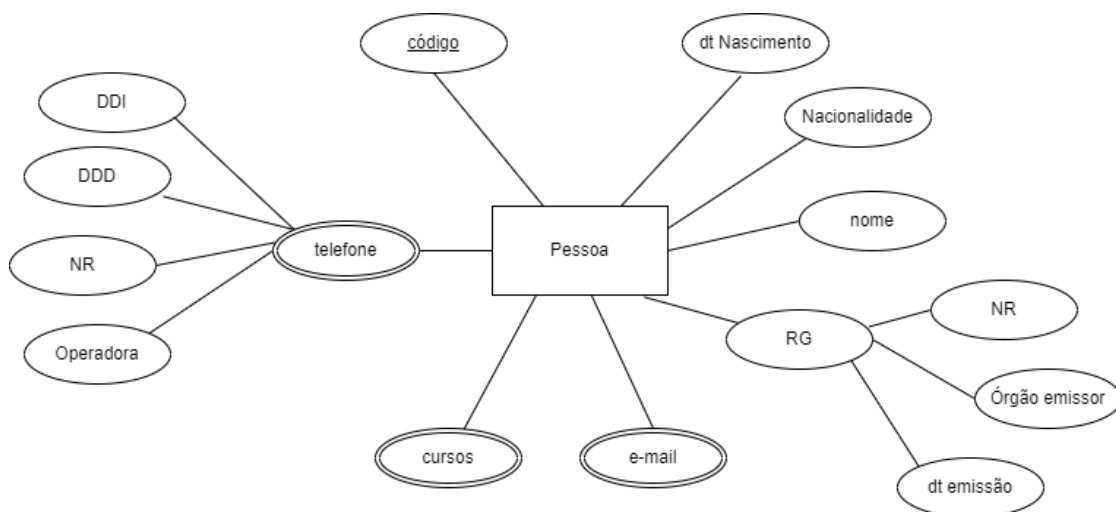 código
dt Nascimento
DDI
Nacionalidade
DDD
nome
telefone
Pessoa
NR
NR
RG
Operadora
Órgão emissor
cursos
e-mail
dt emissão